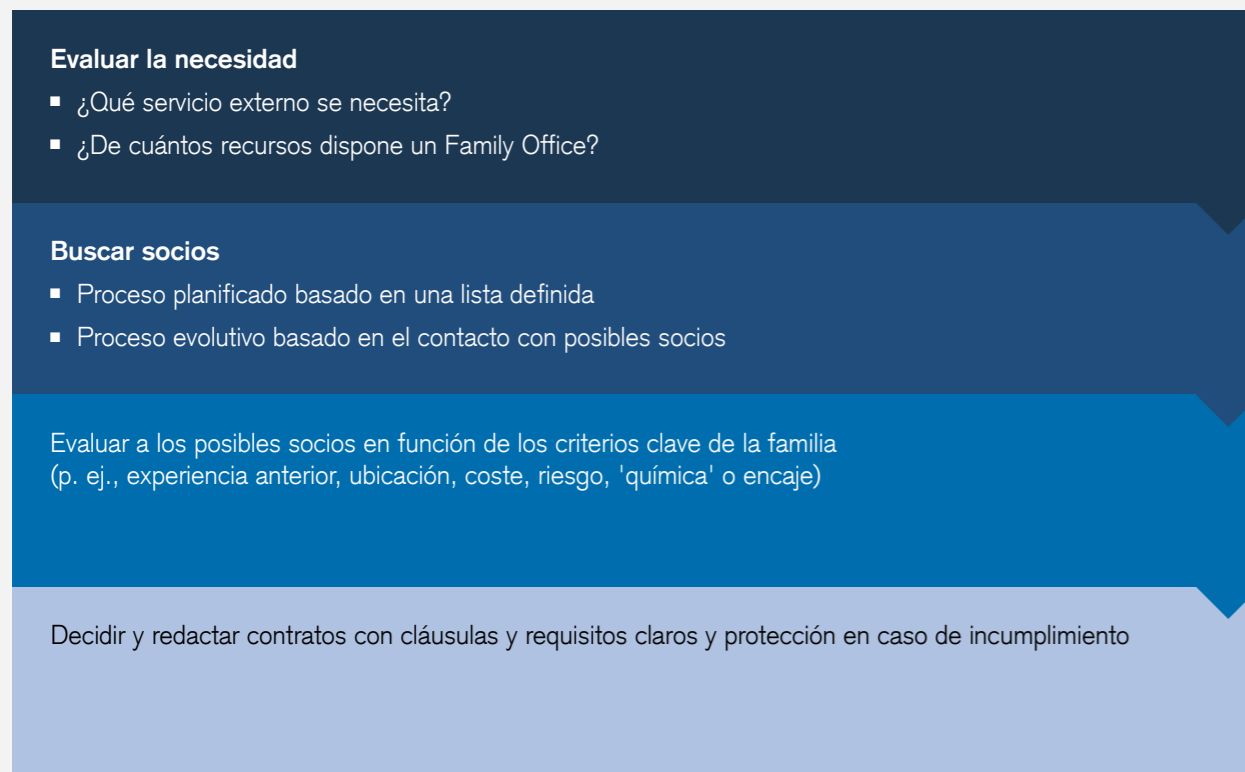 Evaluar la necesidad
▪ ¿Qué servicio externo se necesita?
▪ ¿De cuántos recursos dispone un Family Office?
Buscar socios
▪ Proceso planificado basado en una lista definida
▪ Proceso evolutivo basado en el contacto con posibles socios
Evaluar a los posibles socios en función de los criterios clave de la familia
(p. ej., experiencia anterior, ubicación, coste, riesgo, 'química' o encaje)
Decidir y redactar contratos con cláusulas y requisitos claros y protección en caso de incumplimiento